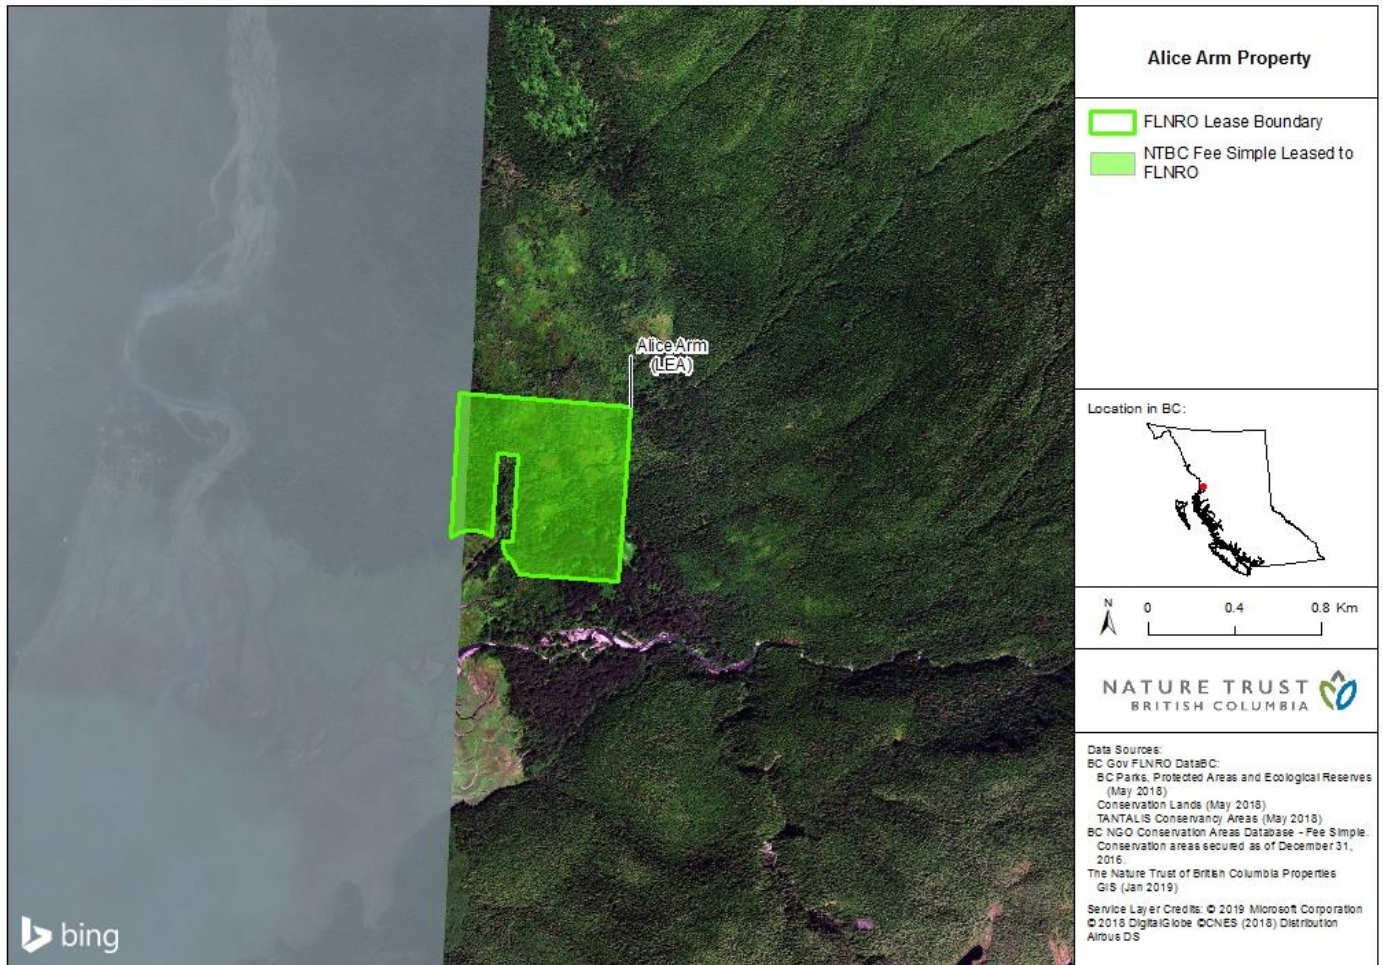 Alice Arm Property
FLNRO Lease Boundary
NTBC Fee Simple Leased to
FLNRO
Alice Arm
(LEA)
Location in BC:
N
0 0.4 0.8 Km
NATURE TRUST
BRITISH COLUMBIA
Data Sources:
BC Gov FLNRO DataBC:
BC Parks, Protected Areas and Ecological Reserves
(May 2018)
Conservation Lands (May 2018)
TANTALIS Conservancy Areas (May 2018)
BC NGO Conservation Areas Database - Fee Simple.
Conservation areas secured as of December 31,
2016.
The Nature Trust of British Columbia Properties
GIS (Jan 2019)
Service Layer Credits: © 2019 Microsoft Corporation
© 2018 DigitalGlobe ©CNES (2018) Distribution
Airbus DS
bing